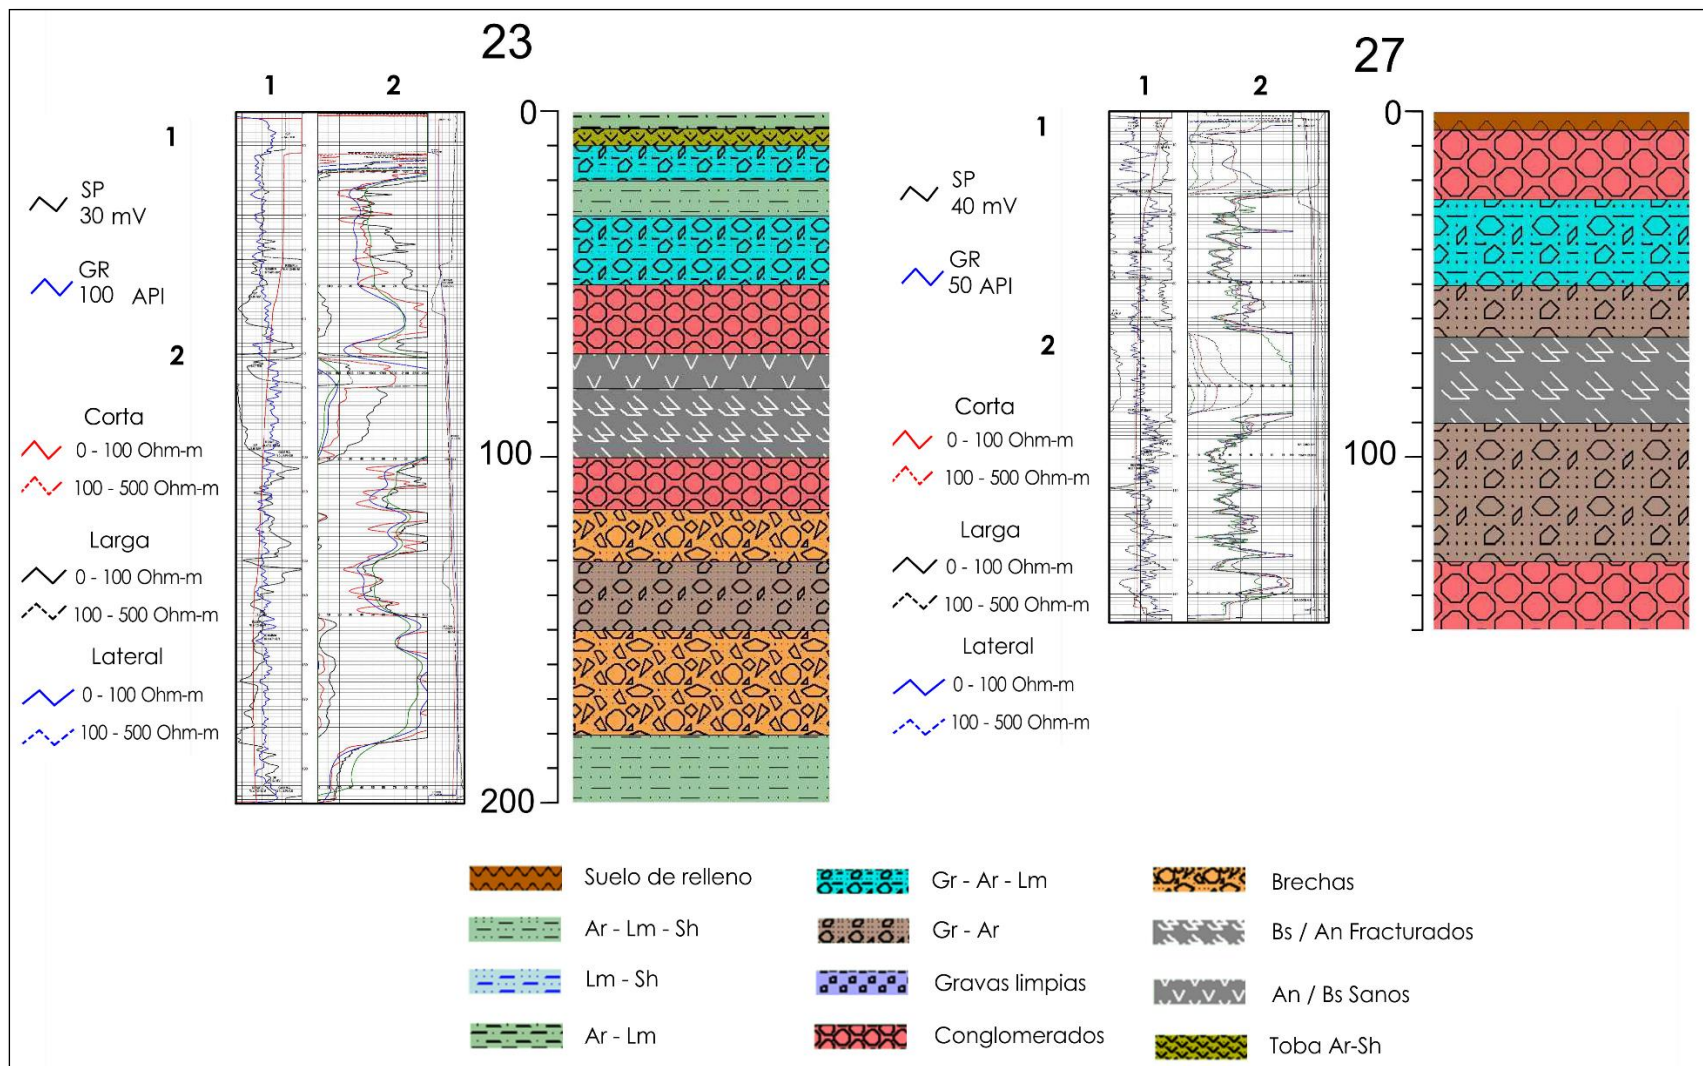 23
1 2
1
SP
30 mV
GR
100 API
2
Corta
0 - 100 Ohm-m
100 - 500 Ohm-m
Larga
0 - 100 Ohm-m
100 - 500 Ohm-m
Lateral
0 - 100 Ohm-m
100 - 500 Ohm-m
0
100
200
27
1 2
1
SP
40 mV
GR
50 API
2
Corta
0 - 100 Ohm-m
100 - 500 Ohm-m
Larga
0 - 100 Ohm-m
100 - 500 Ohm-m
Lateral
0 - 100 Ohm-m
100 - 500 Ohm-m
0
100
Suelo de relleno
Ar - Lm - Sh
Lm - Sh
Ar - Lm
Gr - Ar - Lm
Gr - Ar
Gravas limpias
Conglomerados
Brechas
Bs / An Fracturados
An / Bs Sanos
Toba Ar-Sh